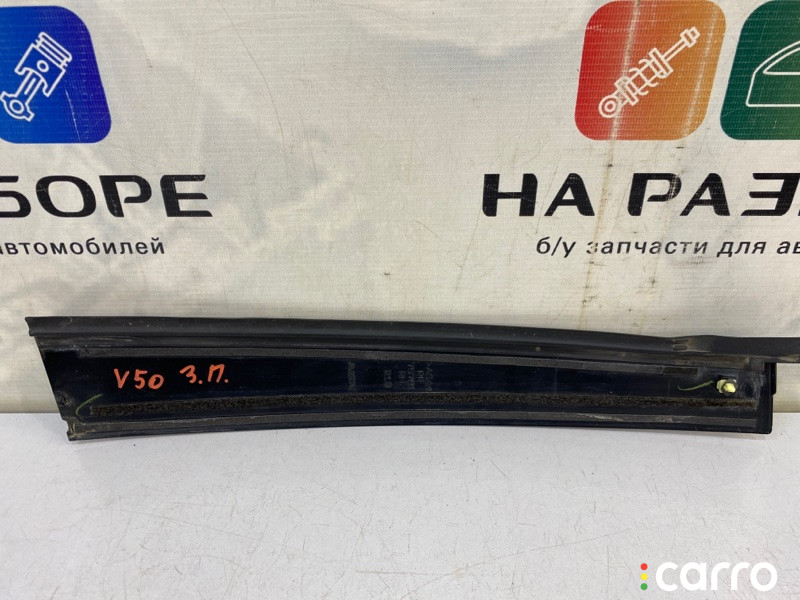 БОРЕ
автомобилей
НА РАЗ
б/у запчасти для ав
V50 З.П.
carro